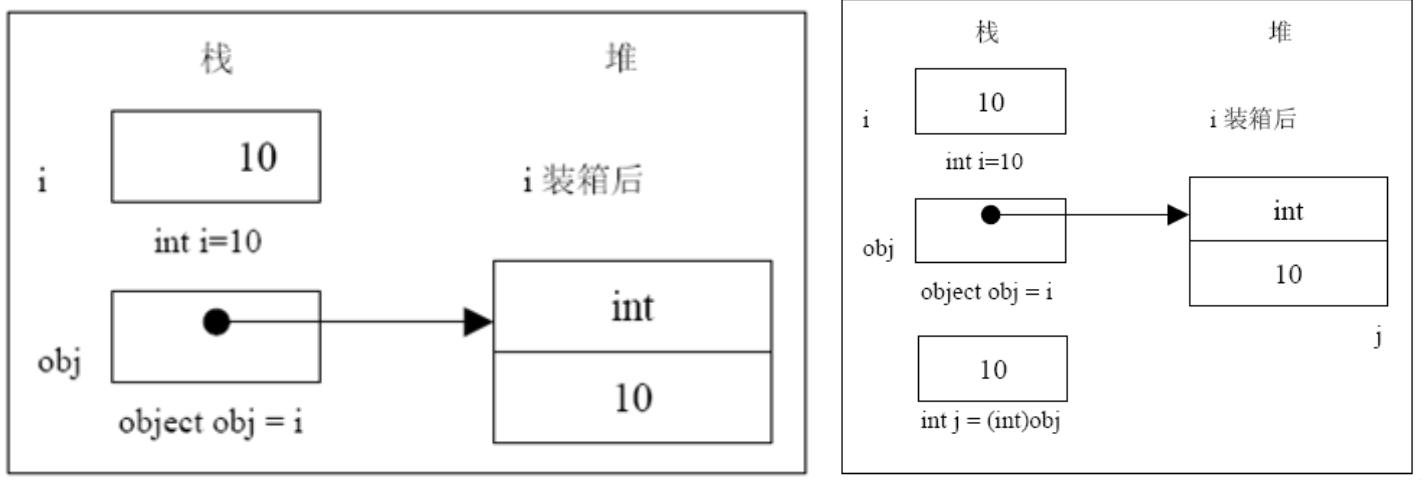 栈 堆
10
i
i 装箱后
int i=10
int
obj
10
object obj = i
栈 堆
10
i
i 装箱后
int i=10
int
obj
10
object obj = i
j
10
int j = (int)obj